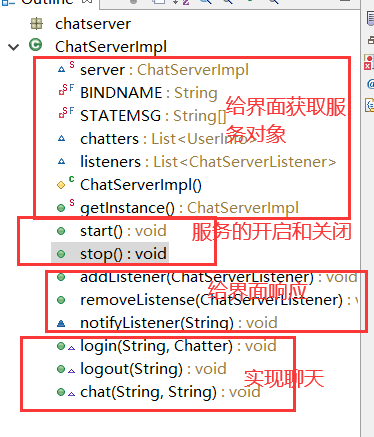 Outline
chatserver
ChatServerImpl
server : ChatServerImpl
BINDNAME : String
STATEMSG : String[]
给界面获取服
务对象
chatters : List<UserInfo>
listeners : List<ChatServerListener>
ChatServerImpl()
getInstance() : ChatServerImpl
start() : void
服务的开启和关闭
stop() : void
addListener(ChatServerListener) : void
给界面响应
removeListense(ChatServerListener) : v
notifyListener(String) : void
login(String, Chatter) : void
logout(String) : void
实现聊天
chat(String, String) : void